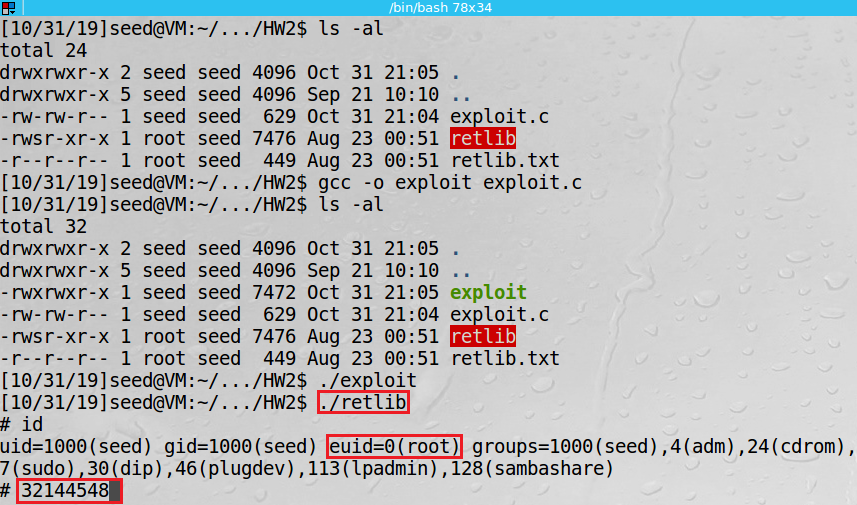 /bin/bash 78x34
[10/31/19]seed@VM:~/.../HW2$ ls -al
total 24
drwxrwxr-x 2 seed seed 4096 Oct 31 21:05 .
drwxrwxr-x 5 seed seed 4096 Sep 21 10:10 ..
-rw-rw-r-- 1 seed seed  629 Oct 31 21:04 exploit.c
-rwsr-xr-x 1 root seed 7476 Aug 23 00:51 retlib
-r--r--r-- 1 root seed  449 Aug 23 00:51 retlib.txt
[10/31/19]seed@VM:~/.../HW2$ gcc -o exploit exploit.c
[10/31/19]seed@VM:~/.../HW2$ ls -al
total 32
drwxrwxr-x 2 seed seed 4096 Oct 31 21:05 .
drwxrwxr-x 5 seed seed 4096 Sep 21 10:10 ..
-rwxrwxr-x 1 seed seed 7472 Oct 31 21:05 exploit
-rw-rw-r-- 1 seed seed  629 Oct 31 21:04 exploit.c
-rwsr-xr-x 1 root seed 7476 Aug 23 00:51 retlib
-r--r--r-- 1 root seed  449 Aug 23 00:51 retlib.txt
[10/31/19]seed@VM:~/.../HW2$ ./exploit
[10/31/19]seed@VM:~/.../HW2$ ./retlib
# id
uid=1000(seed) gid=1000(seed) euid=0(root) groups=1000(seed),4(adm),24(cdrom),
7(sudo),30(dip),46(plugdev),113(lpadmin),128(sambashare)
# 32144548